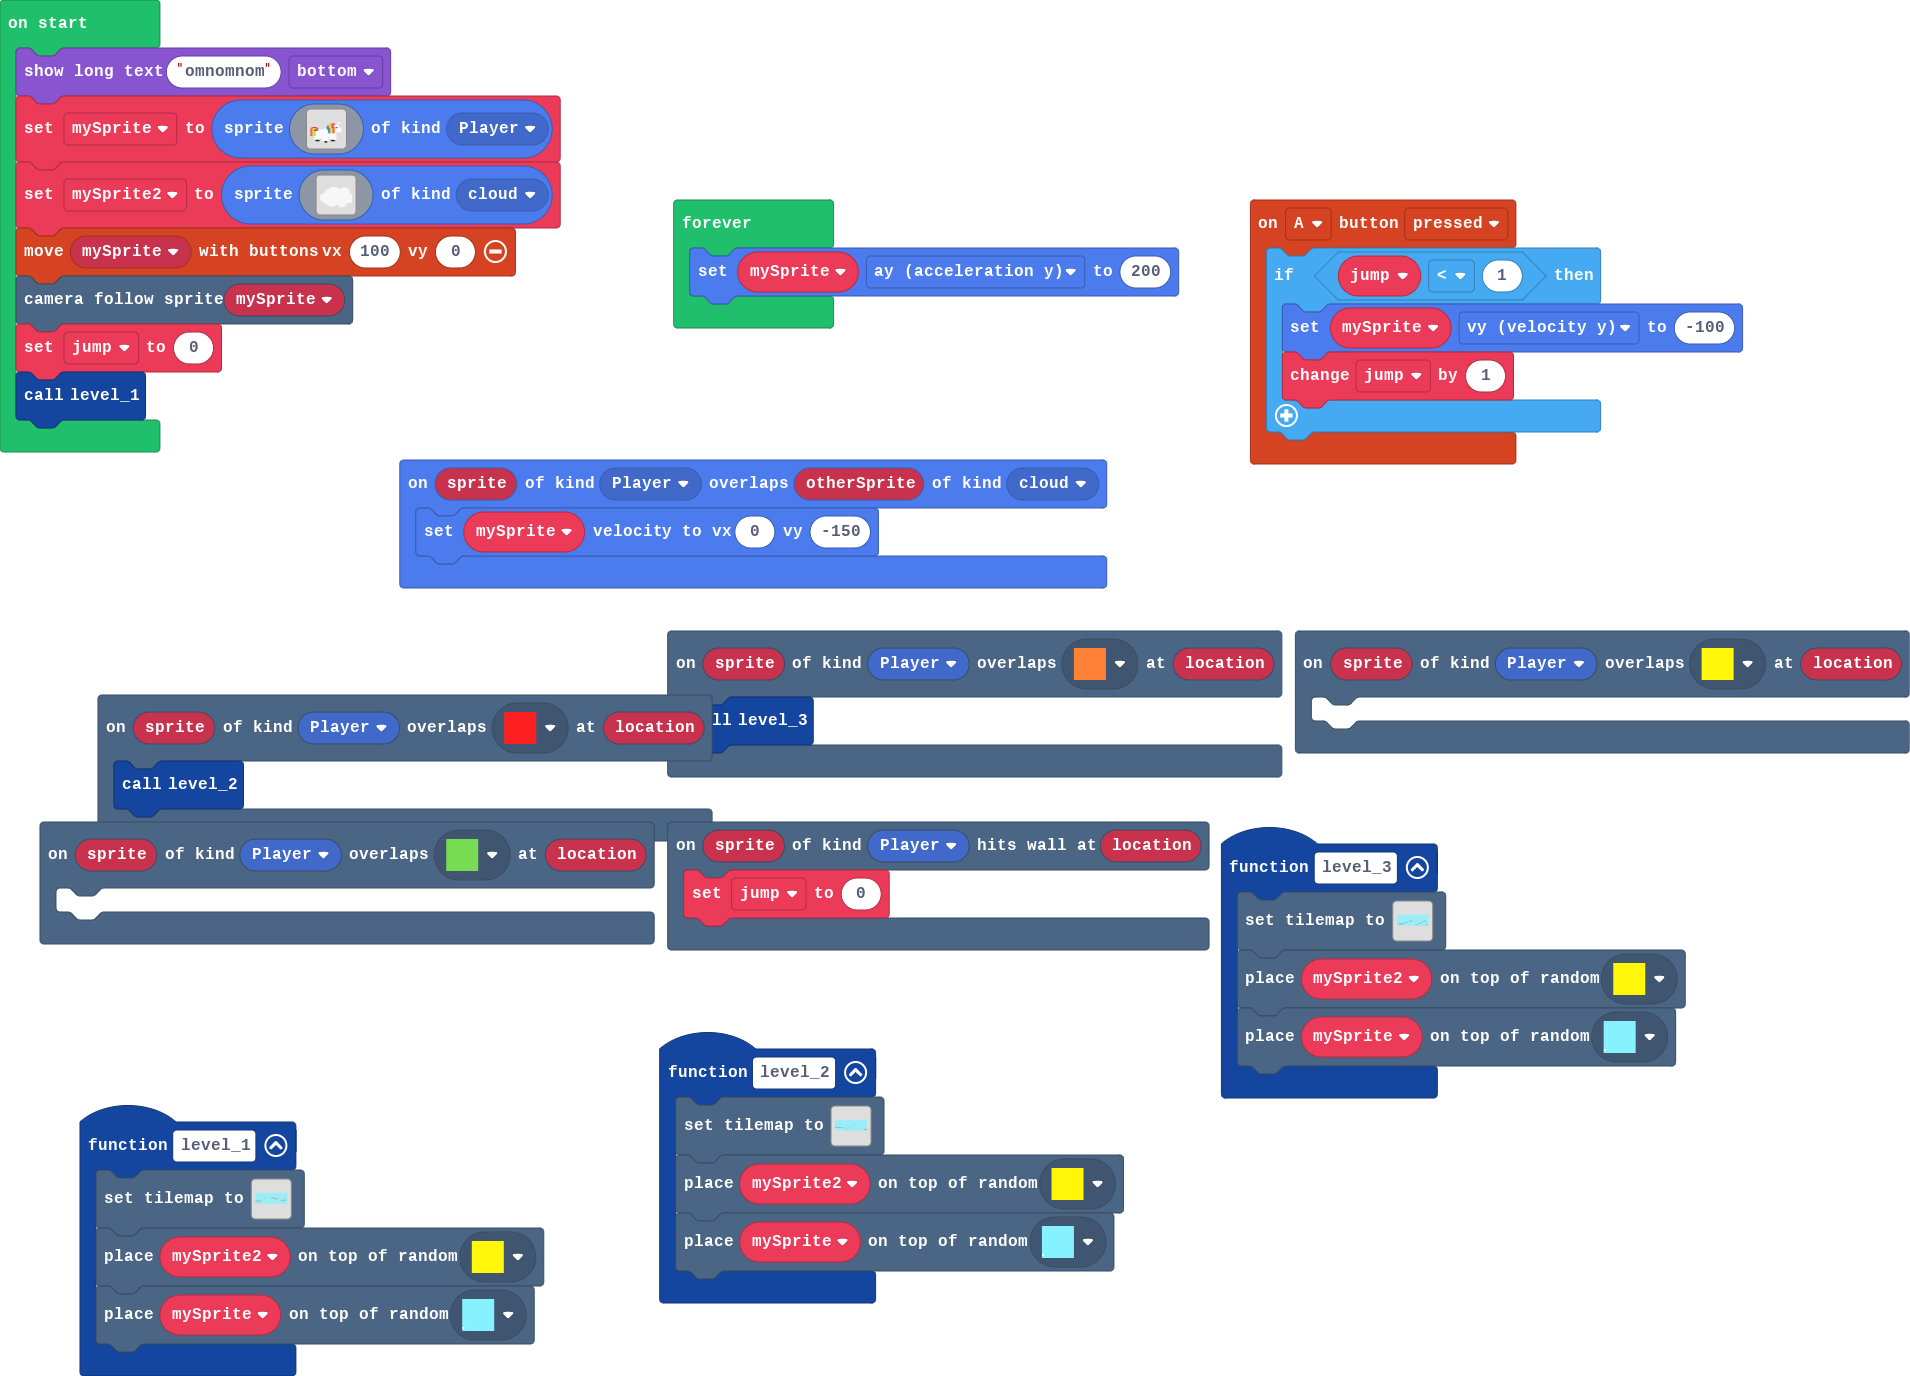 on start
show long text "omnomnom" bottom
set mySprite to sprite of kind Player
set mySprite2 to sprite of kind cloud
move mySprite with buttons vx 100 vy 0
camera follow sprite mySprite
set jump to 0
call level_1
forever
set mySprite ay (acceleration y) to 200
on A button pressed
if jump < 1 then
set mySprite vy (velocity y) to -100
change jump by 1
on sprite of kind Player overlaps otherSprite of kind cloud
set mySprite velocity to vx 0 vy -150
on sprite of kind Player overlaps at location
ll level_3
on sprite of kind Player overlaps at location
on sprite of kind Player overlaps at location
call level_2
on sprite of kind Player overlaps at location
on sprite of kind Player hits wall at location
set jump to 0
function level_3
set tilemap to
place mySprite2 on top of random
place mySprite on top of random
function level_2
set tilemap to
place mySprite2 on top of random
place mySprite on top of random
function level_1
set tilemap to
place mySprite2 on top of random
place mySprite on top of random